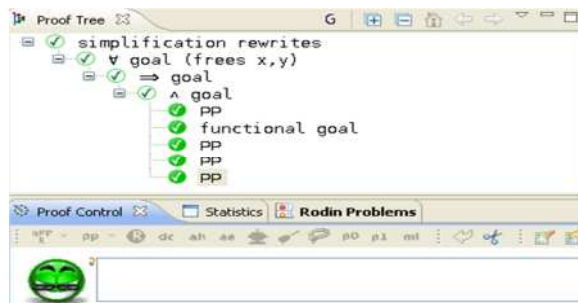 Proof Tree G
simplification rewrites
∀ goal (frees x,y)
⇒ goal
∧ goal
PP
functional goal
PP
PP
PP
Proof Control Statistics Rodin Problems
pp R dc ah ae p0 p1 ml